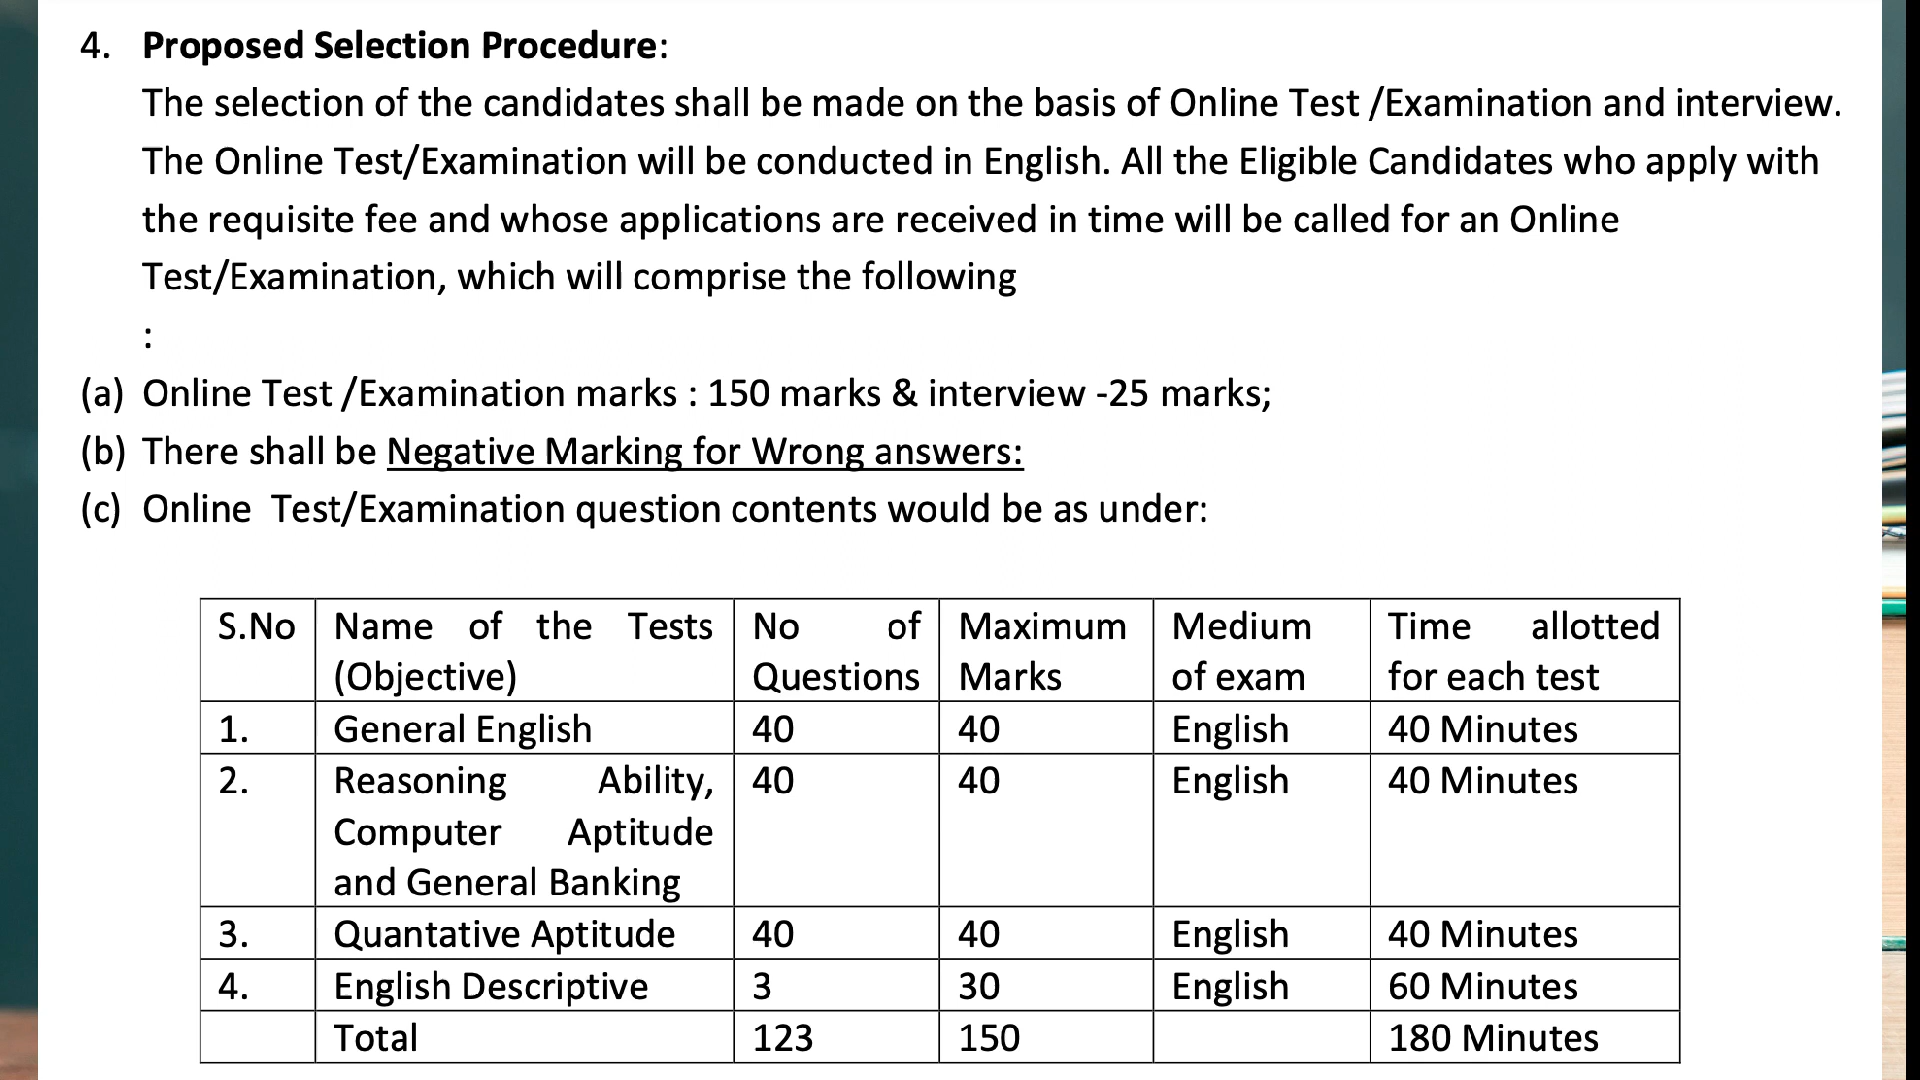 4. Proposed Selection Procedure:
The selection of the candidates shall be made on the basis of Online Test /Examination and interview.
The Online Test/Examination will be conducted in English. All the Eligible Candidates who apply with
the requisite fee and whose applications are received in time will be called for an Online
Test/Examination, which will comprise the following
:
(a) Online Test /Examination marks : 150 marks & interview -25 marks;
(b) There shall be Negative Marking for Wrong answers:
(c) Online Test/Examination question contents would be as under:
S.No Name of the Tests No of Maximum Medium Time allotted
(Objective) Questions Marks of exam for each test
1. General English 40 40 English 40 Minutes
2. Reasoning Ability, 40 40 English 40 Minutes
Computer Aptitude
and General Banking
3. Quantative Aptitude 40 40 English 40 Minutes
4. English Descriptive 3 30 English 60 Minutes
Total 123 150 180 Minutes